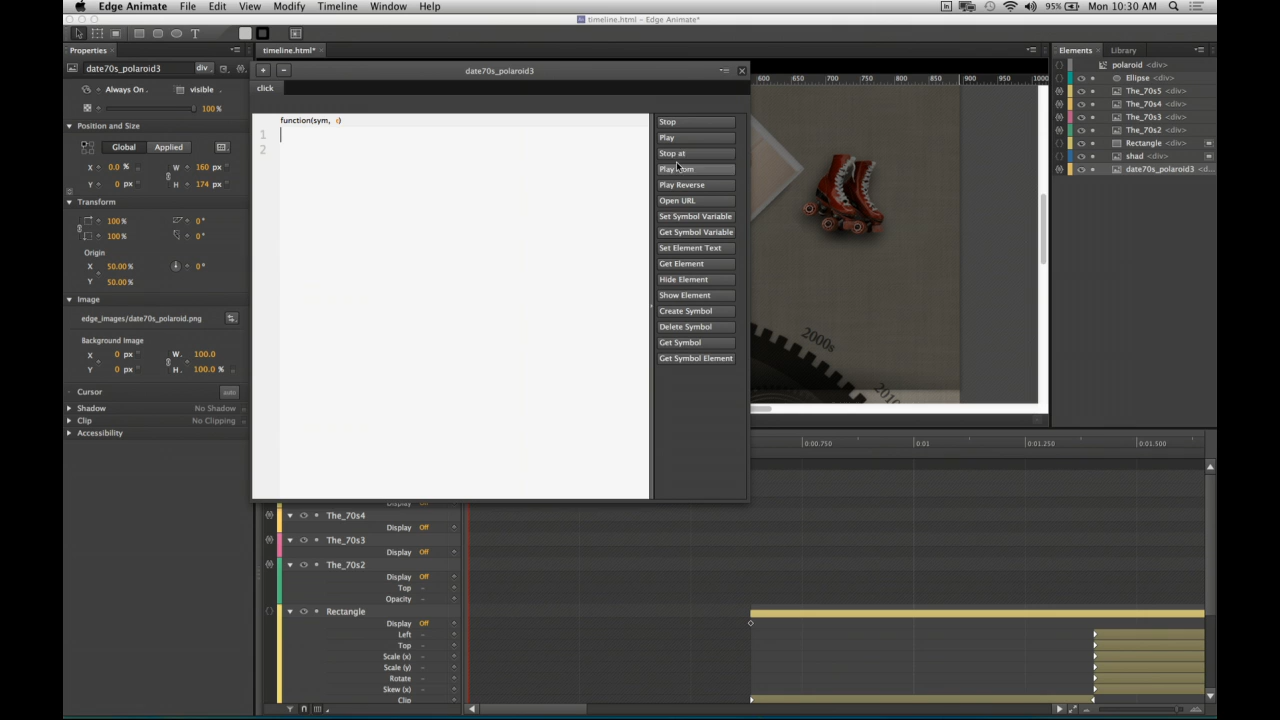 Edge Animate File Edit View Modify Timeline Window Help 95% Mon 10:30 AM
timeline.html — Edge Animate*
T
Properties
timeline.html*
Elements Library
date70s_polaroid3 div
date70s_polaroid3
polaroid <div>
Always On visible
click
600 650 700 750 800 850 900 950 1000
Ellipse <div>
100%
The_70s5 <div>
Position and Size
function(sym, e)
Stop
The_70s4 <div>
Global Applied
1
Play
The_70s3 <div>
X 0.0 % W 160 px
2
Stop at
The_70s2 <div>
Y 0 px H 174 px
Play From
Rectangle <div>
Transform
Play Reverse
shad <div>
100% 0°
Open URL
date70s_polaroid3 <d...
100% 0°
Set Symbol Variable
Origin
Get Symbol Variable
X 50.00 % 0°
Set Element Text
Y 50.00 %
Get Element
Image
Hide Element
edge_images/date70s_polaroid.png
Show Element
Background Image
Create Symbol
X 0 px W. 100.0
Delete Symbol
Y 0 px H. 100.0 %
Get Symbol
Cursor auto
Get Symbol Element
Shadow No Shadow
2000s
Clip No Clipping
2010
Accessibility
0:00.750 0:01 0:01.250 0:01.500
The_70s4
Display Off
The_70s3
Display Off
The_70s2
Display Off
Top
Opacity
Rectangle
Display Off
Left
Top
Scale (x)
Scale (y)
Rotate
Skew (x)
Clip